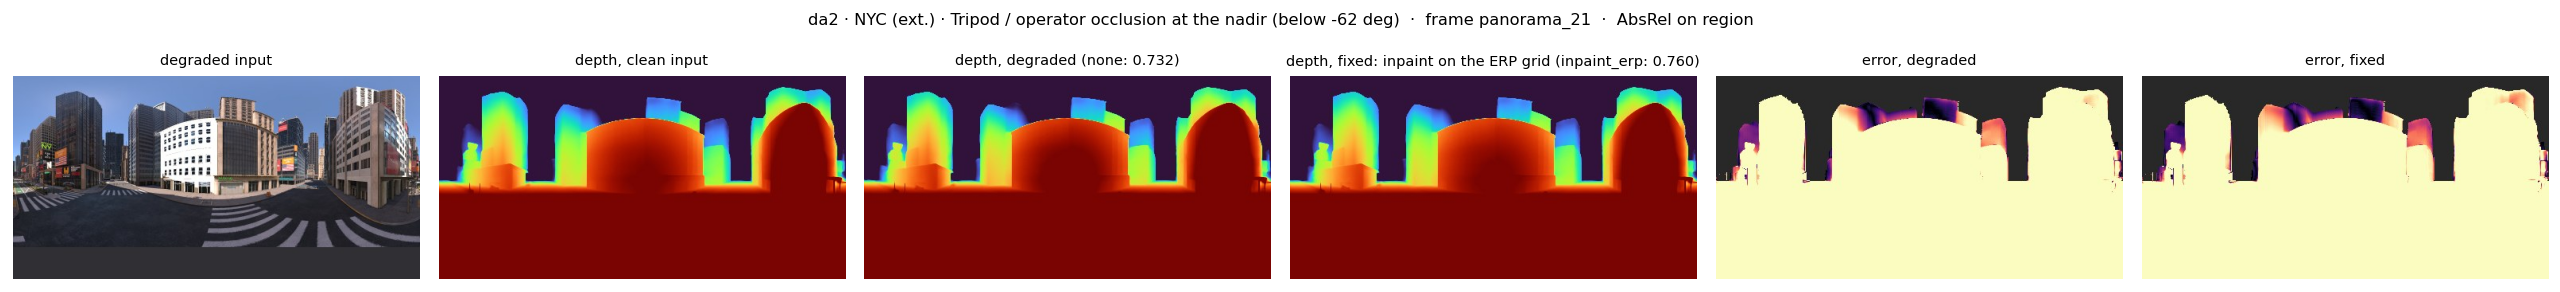 da2 · NYC (ext.) · Tripod / operator occlusion at the nadir (below -62 deg)  ·  frame panorama_21  ·  AbsRel on region
degraded input
depth, clean input
depth, degraded (none: 0.732)
depth, fixed: inpaint on the ERP grid (inpaint_erp: 0.760)
error, degraded
error, fixed